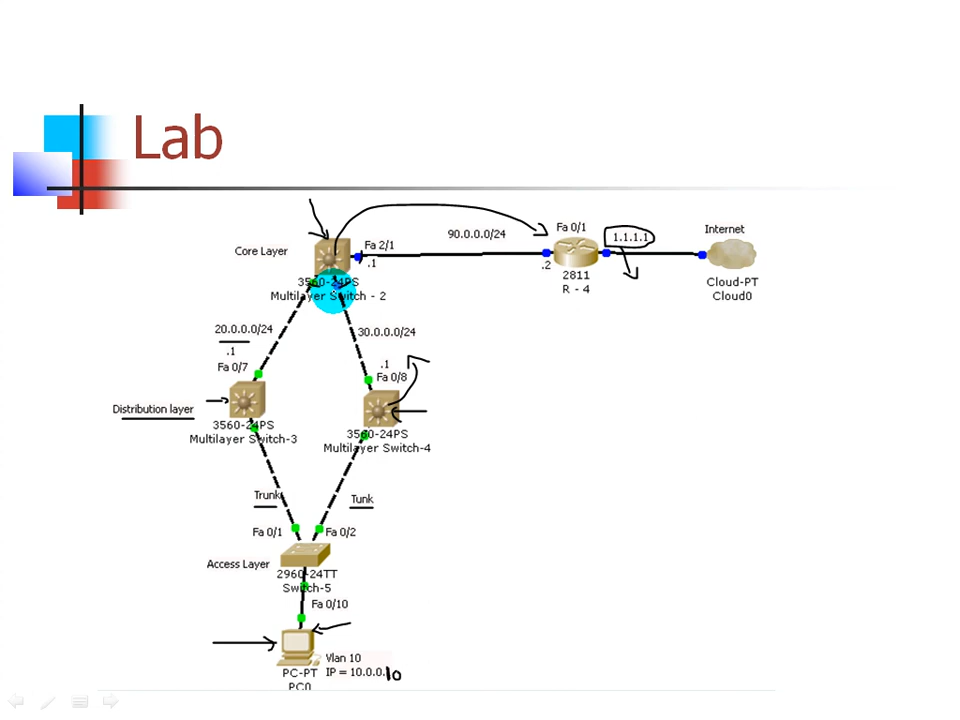 Lab
Fa 0/1
Internet
90.0.0.0/24
1.1.1.1
Core Layer
Fa 2/1
.1
.2
2811
R - 4
Cloud-PT
Cloud0
3560-24PS
Multilayer Switch - 2
20.0.0.0/24
30.0.0.0/24
.1
.1
Fa 0/7
Fa 0/8
Distribution layer
3560-24PS
Multilayer Switch-3
3560-24PS
Multilayer Switch-4
Trunk
Tunk
Fa 0/1
Fa 0/2
Access Layer
2960-24TT
Switch-5
Fa 0/10
Vlan 10
IP = 10.0.0.10
PC-PT
PC0